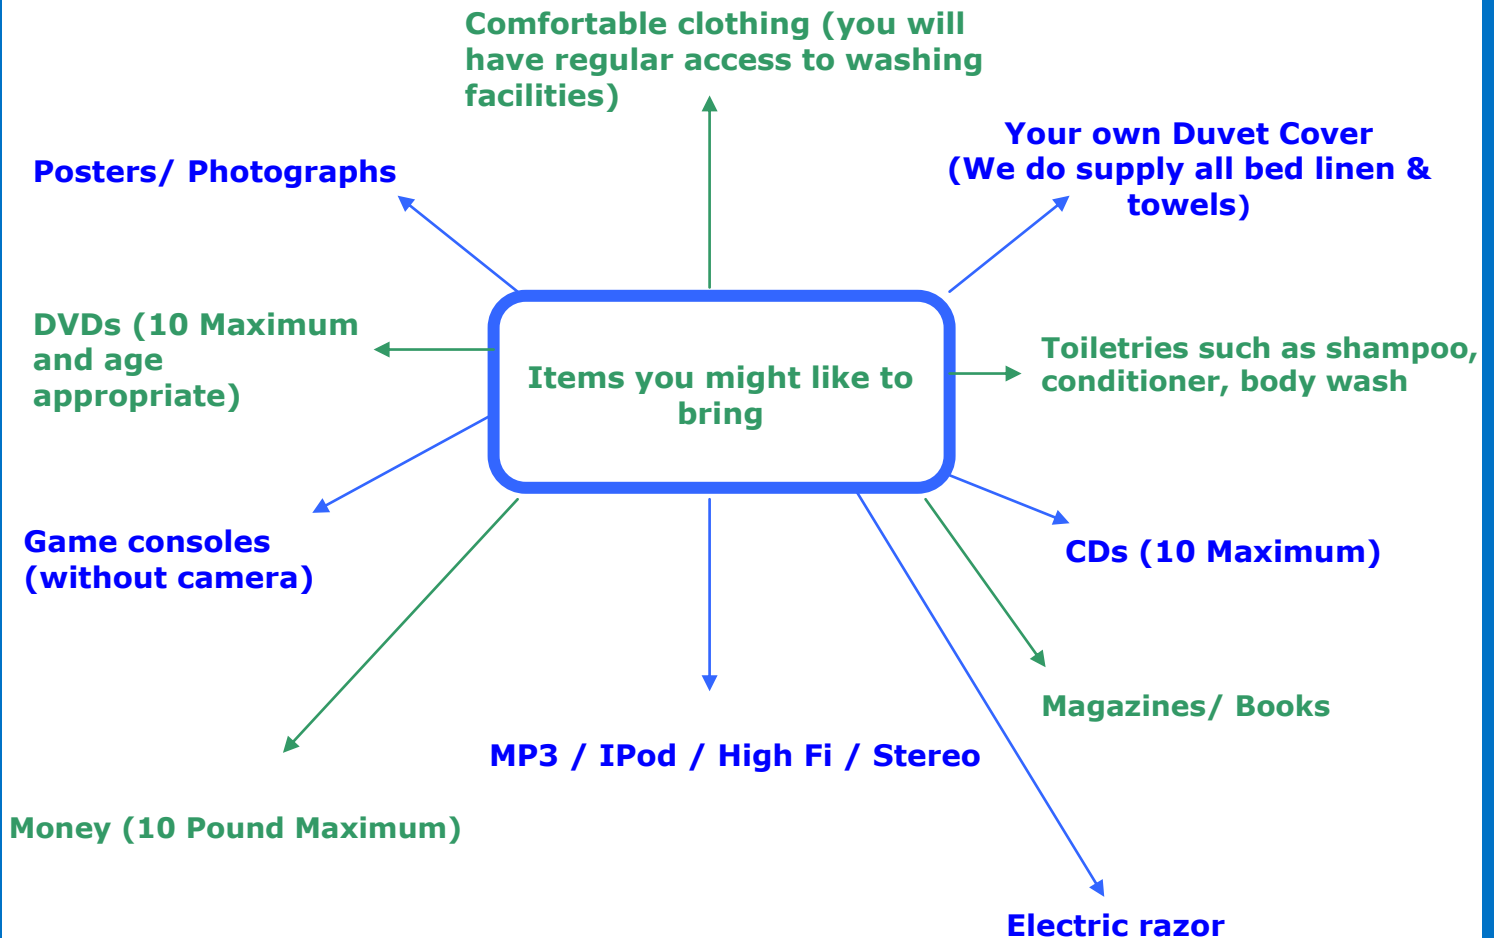 Comfortable clothing (you will
have regular access to washing
facilities)
Your own Duvet Cover
(We do supply all bed linen &
towels)
Posters/ Photographs
DVDs (10 Maximum
and age
appropriate)
Items you might like to
bring
Toiletries such as shampoo,
conditioner, body wash
Game consoles
(without camera)
CDs (10 Maximum)
Magazines/ Books
MP3 / IPod / High Fi / Stereo
Money (10 Pound Maximum)
Electric razor